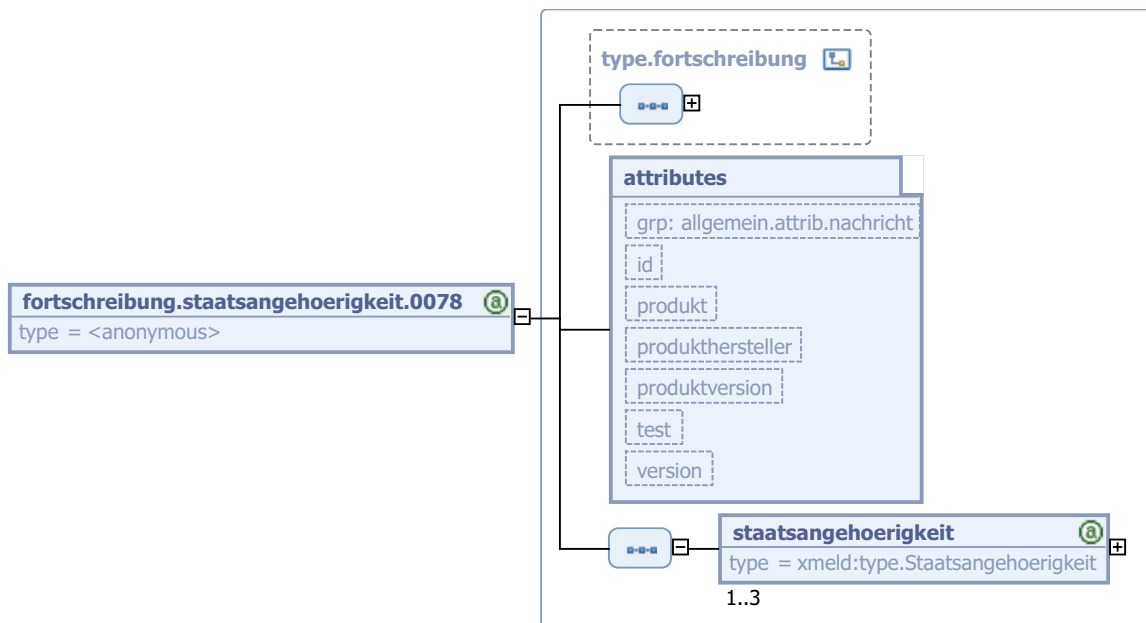 type.fortschreibung
attributes
grp: allgemein.attrib.nachricht
id
produkt
fortschreibung.staatsangehoerigkeit.0078
type = <anonymous>
produkthersteller
produktversion
test
version
staatsangehoerigkeit
type = xmeld:type.Staatsangehoerigkeit
1..3